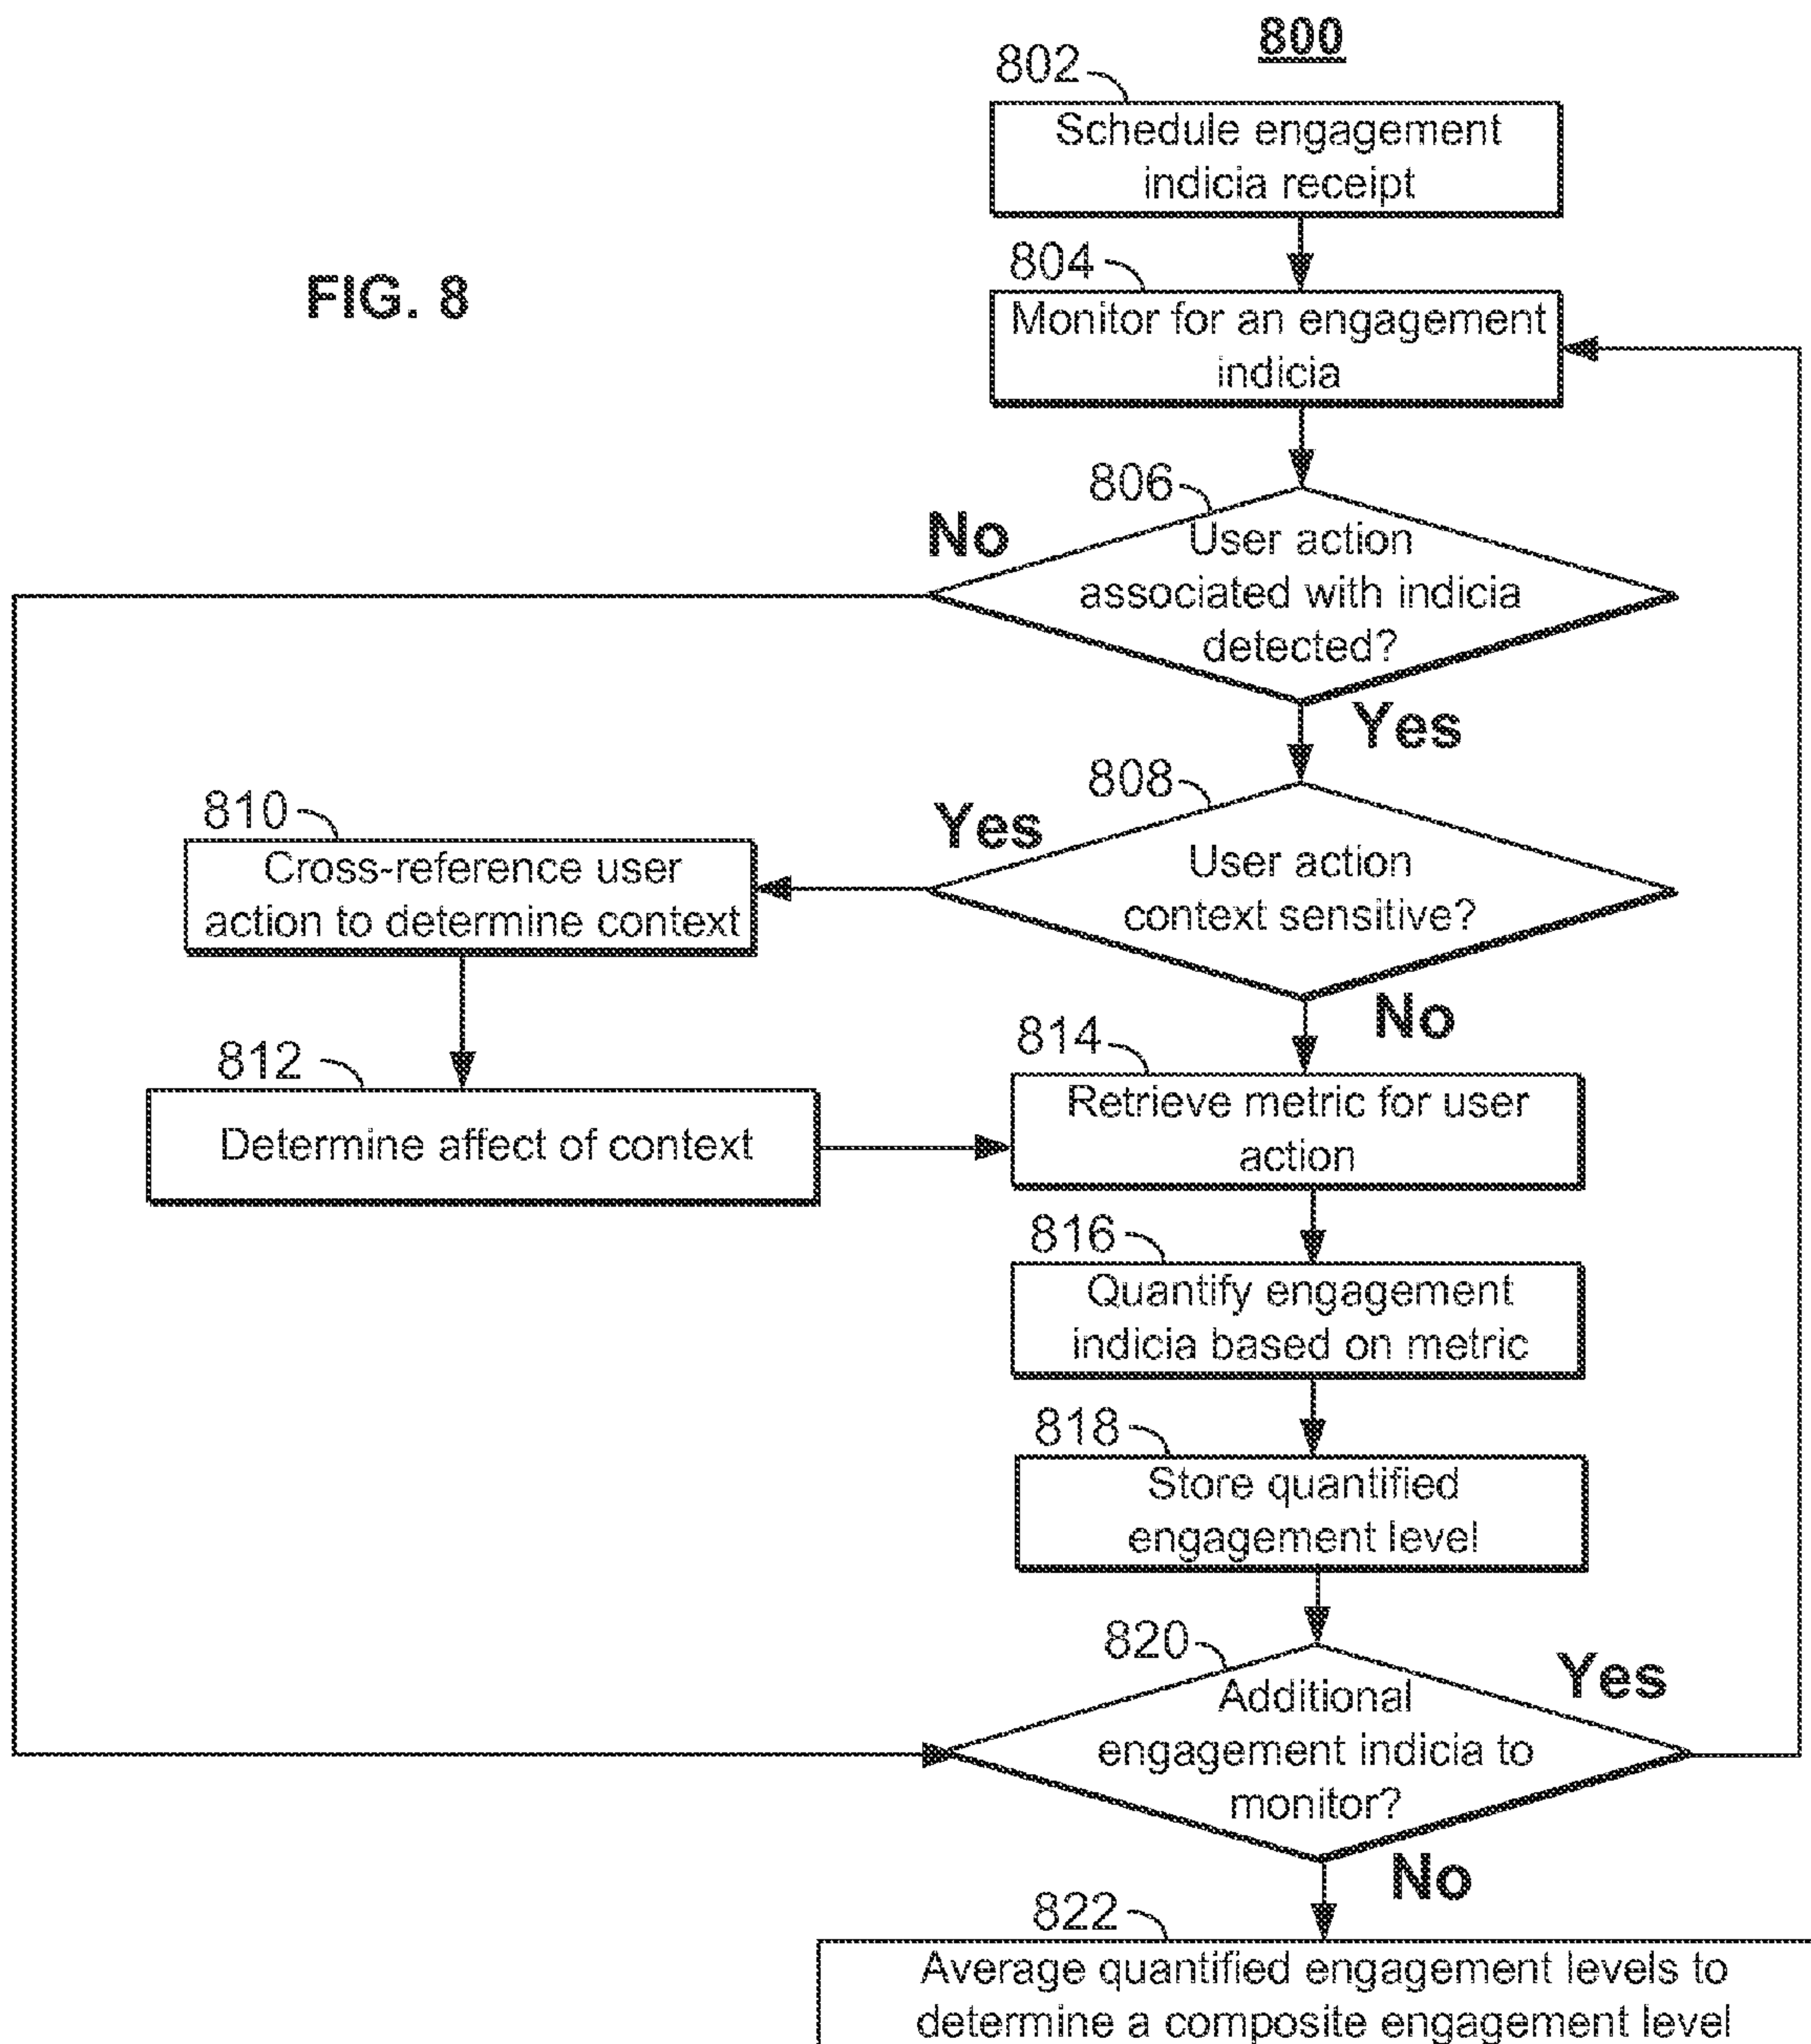 800
802
Schedule engagement
indicia receipt
FIG. 8
804
Monitor for an engagement
indicia
806
No
User action
associated with indicia
detected?
Yes
808
Yes
User action
context sensitive?
No
810
Cross-reference user
action to determine context
812
Determine affect of context
814
Retrieve metric for user
action
816
Quantify engagement
indicia based on metric
818
Store quantified
engagement level
820
Yes
Additional
engagement indicia to
monitor?
No
822
Average quantified engagement levels to
determine a composite engagement level